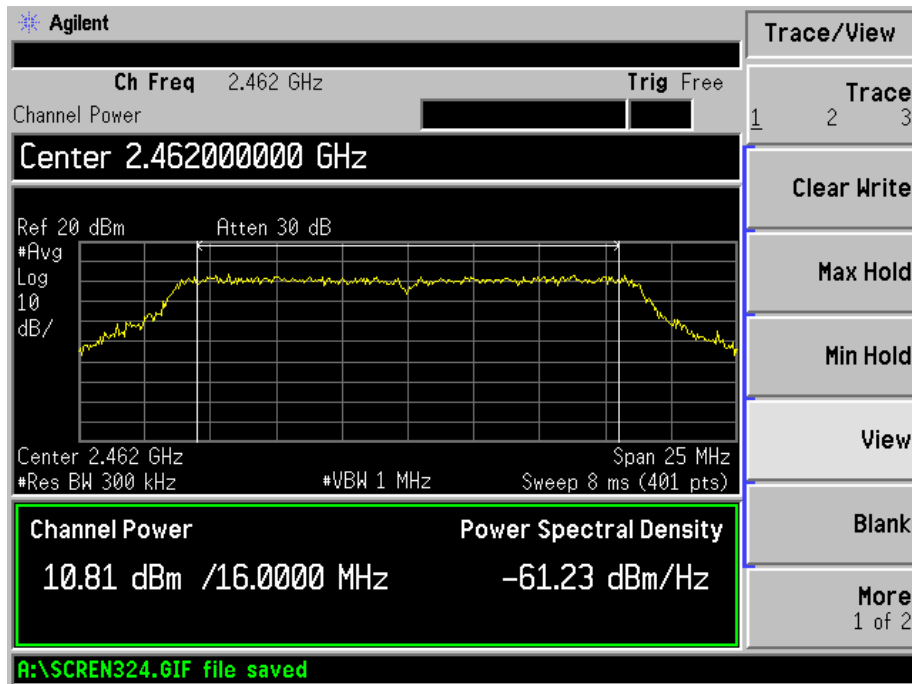 Agilent
Trace/View
Ch Freq 2.462 GHz Trig Free
Channel Power
Trace
1 2 3
Center 2.462000000 GHz
Clear Write
Ref 20 dBm Atten 30 dB
#Avg
Log
10
dB/
Max Hold
Min Hold
View
Center 2.462 GHz Span 25 MHz
#Res BW 300 kHz #VBW 1 MHz Sweep 8 ms (401 pts)
Channel Power Power Spectral Density
10.81 dBm /16.0000 MHz -61.23 dBm/Hz
Blank
More
1 of 2
A:\SCREN324.GIF file saved